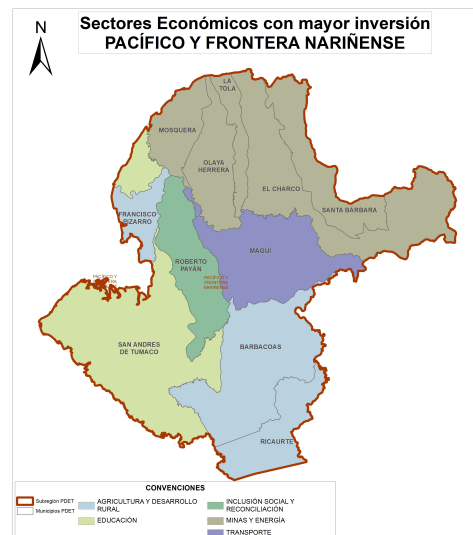 Sectores Económicos con mayor inversión
PACÍFICO Y FRONTERA NARIÑENSE
N
LA
TOLA
MOSQUERA
OLAYA
HERRERA
EL CHARCO
SANTA BÁRBARA
FRANCISCO
PIZARRO
MAGUI
ROBERTO
PAYÁN
PACÍFICO Y
FRONTERA
NARIÑENSE
PACÍFICO Y
SAN ANDRES
DE TUMACO
BARBACOAS
RICAURTE
CONVENCIONES
Subregión PDET
Municipios PDET
AGRICULTURA Y DESARROLLO
RURAL
EDUCACIÓN
INCLUSIÓN SOCIAL Y
RECONCILIACIÓN
MINAS Y ENERGÍA
TRANSPORTE